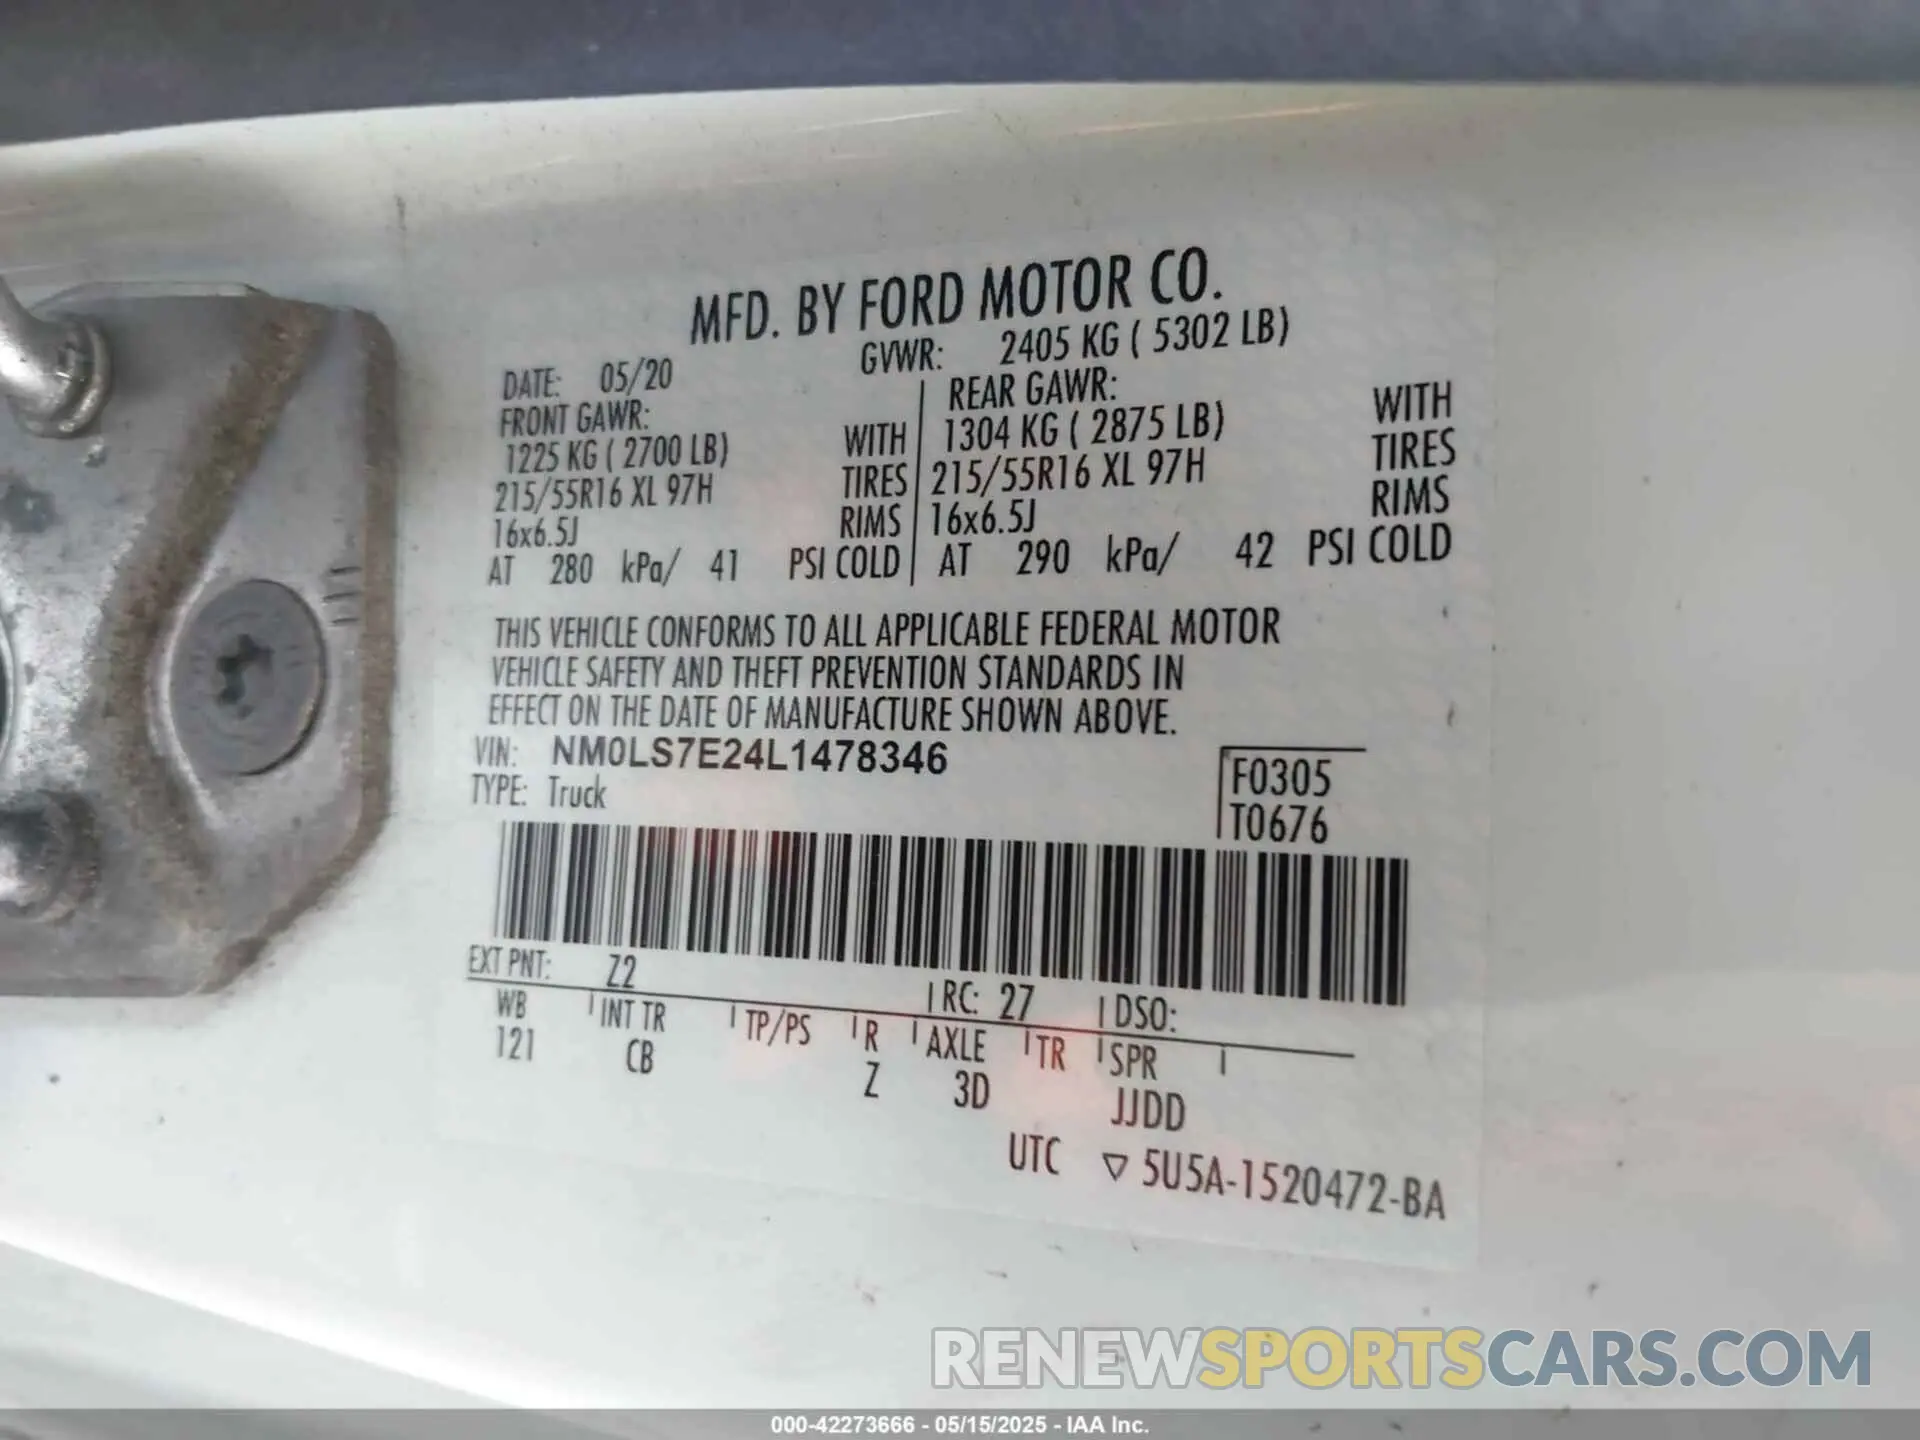 MFD. BY FORD MOTOR CO.
DATE: 05/20 GVWR: 2405 KG ( 5302 LB)
FRONT GAWR: REAR GAWR:
1225 KG ( 2700 LB) WITH 1304 KG ( 2875 LB) WITH
215/55R16 XL 97H TIRES 215/55R16 XL 97H TIRES
16x6.5J RIMS 16x6.5J RIMS
AT 280 kPa/ 41 PSI COLD AT 290 kPa/ 42 PSI COLD
THIS VEHICLE CONFORMS TO ALL APPLICABLE FEDERAL MOTOR
VEHICLE SAFETY AND THEFT PREVENTION STANDARDS IN
EFFECT ON THE DATE OF MANUFACTURE SHOWN ABOVE.
VIN: NM0LS7E24L1478346
TYPE: Truck
F0305
T0676
EXT PNT: Z2 RC: 27 DSO:
WB INT TR TP/PS R AXLE TR SPR
121 CB Z 3D JJDD
UTC ▽ 5U5A-1520472-BA
RENEWSPORTSCARS.COM
000-42273666 - 05/15/2025 - IAA Inc.